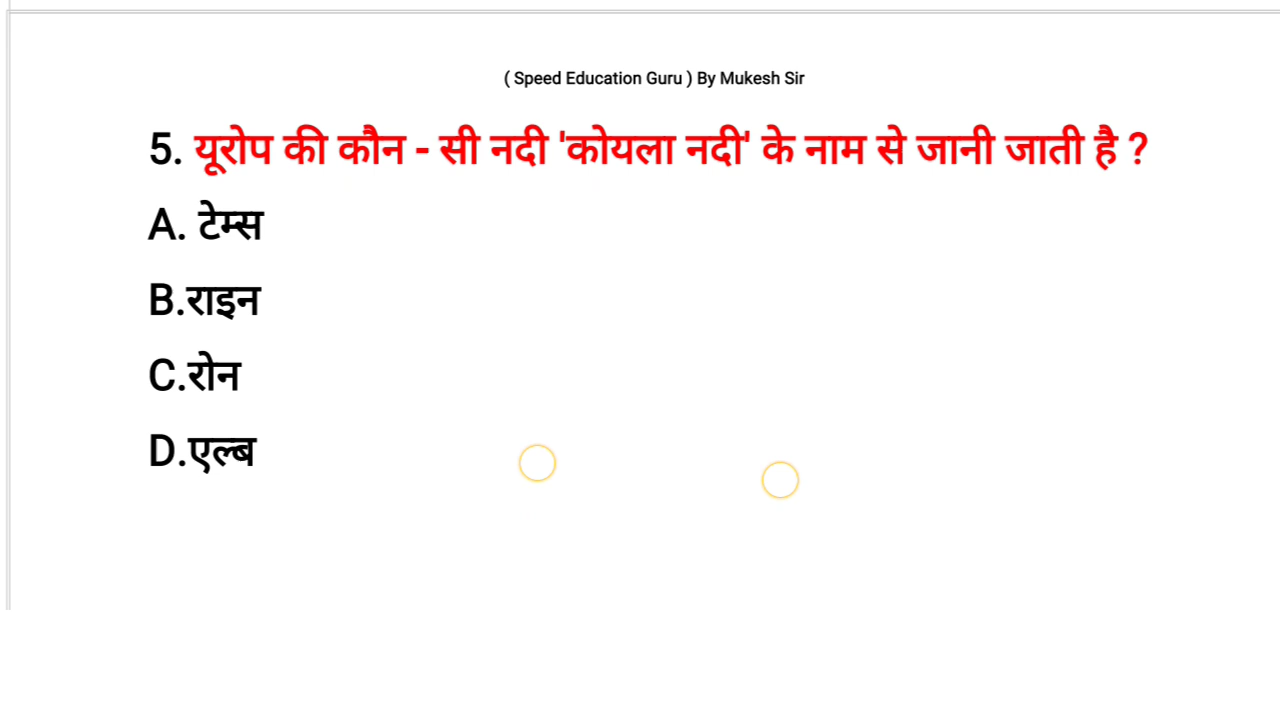 ( Speed Education Guru ) By Mukesh Sir
5. यूरोप की कौन - सी नदी 'कोयला नदी' के नाम से जानी जाती है ?
A. टेम्स
B.राइन
C.रोन
D.एल्ब